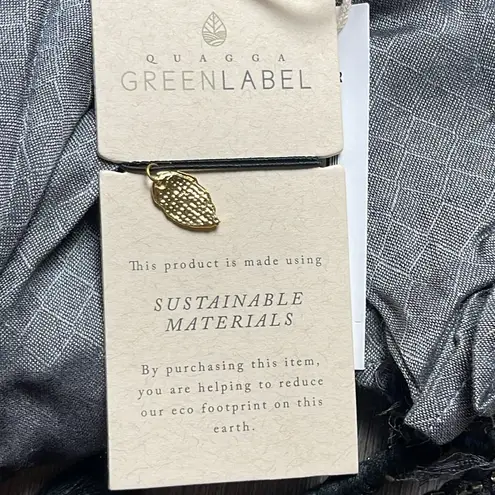 QUAGGA
GREENLABEL
This product is made using
SUSTAINABLE
MATERIALS
By purchasing this item,
you are helping to reduce
our eco footprint on this
earth.